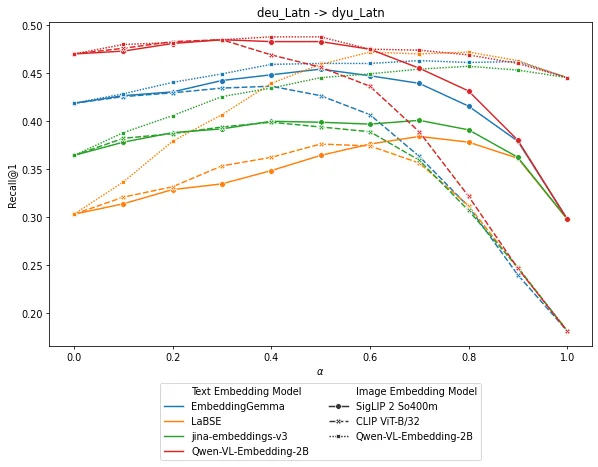 deu_Latn -> dyu_Latn
0.50
0.45
0.40
0.35
0.30
0.25
0.20
Recall@1
0.0 0.2 0.4 0.6 0.8 1.0
α
Text Embedding Model
EmbeddingGemma
LaBSE
jina-embeddings-v3
Qwen-VL-Embedding-2B
Image Embedding Model
SigLIP 2 So400m
CLIP ViT-B/32
Qwen-VL-Embedding-2B